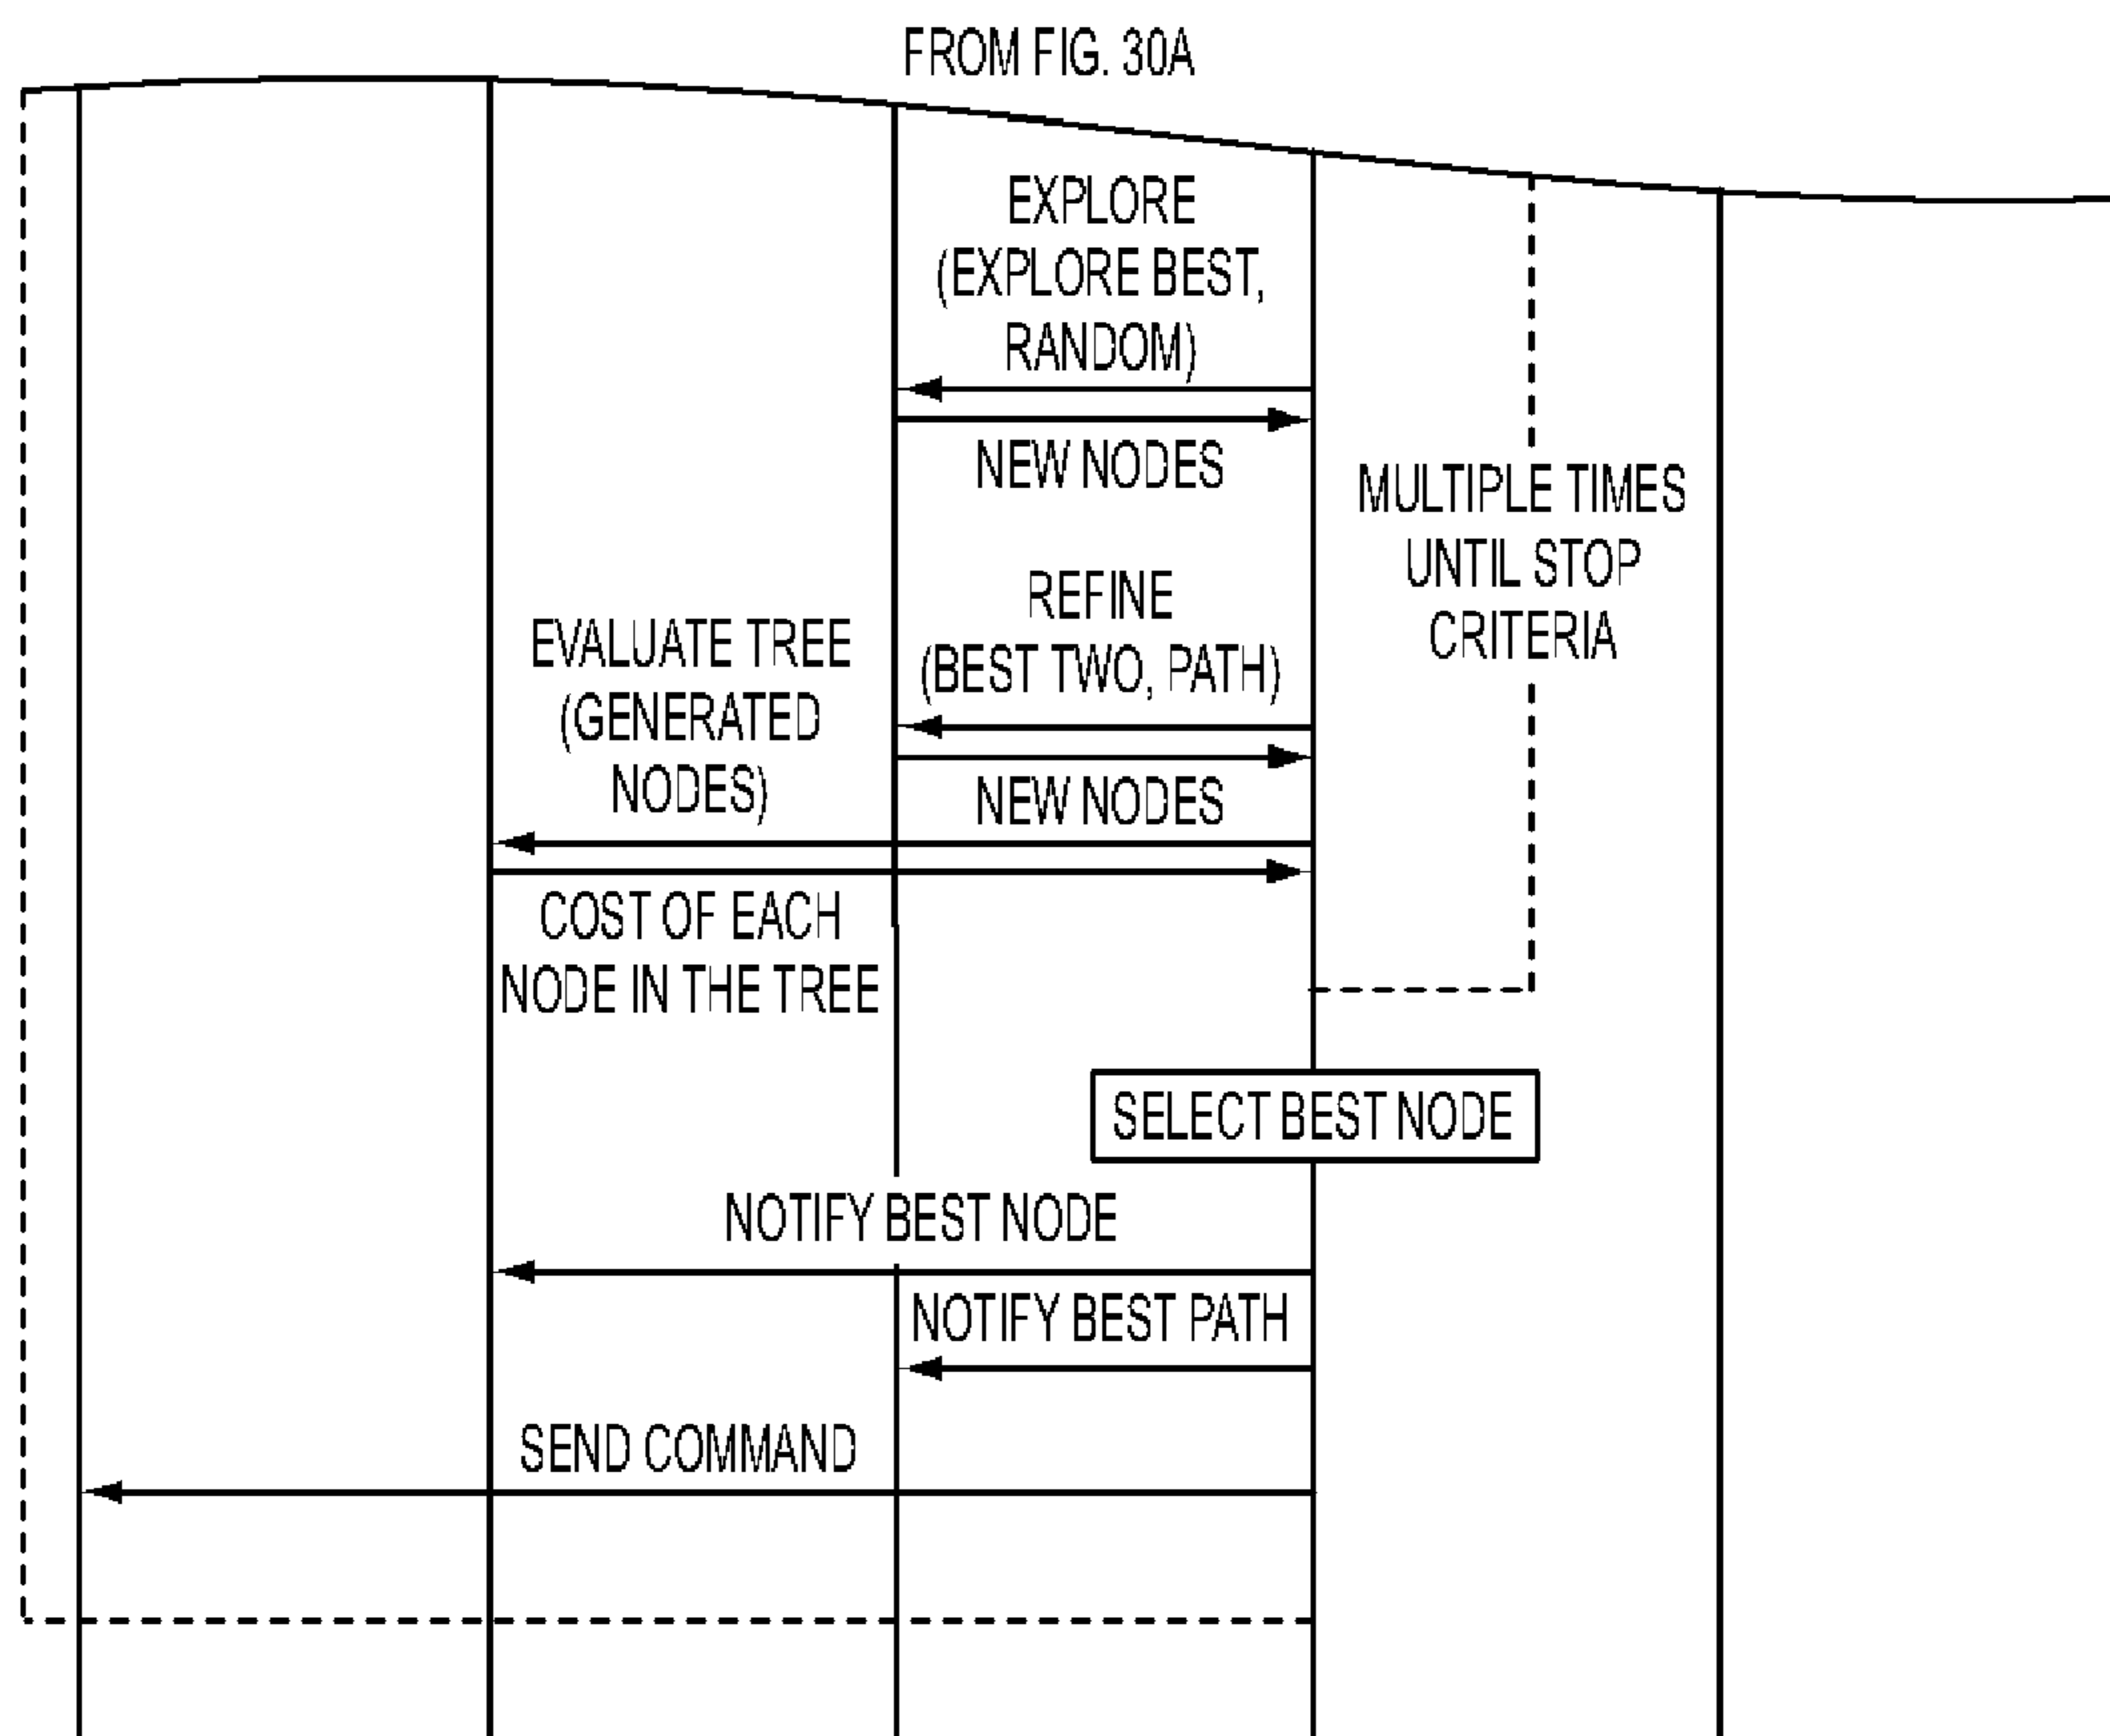 FROM FIG. 30A
EXPLORE
(EXPLORE BEST,
RANDOM)
NEW NODES
MULTIPLE TIMES
UNTIL STOP
CRITERIA
REFINE
(BEST TWO, PATH)
EVALUATE TREE
(GENERATED
NODES)
NEW NODES
COST OF EACH
NODE IN THE TREE
SELECT BEST NODE
NOTIFY BEST NODE
NOTIFY BEST PATH
SEND COMMAND